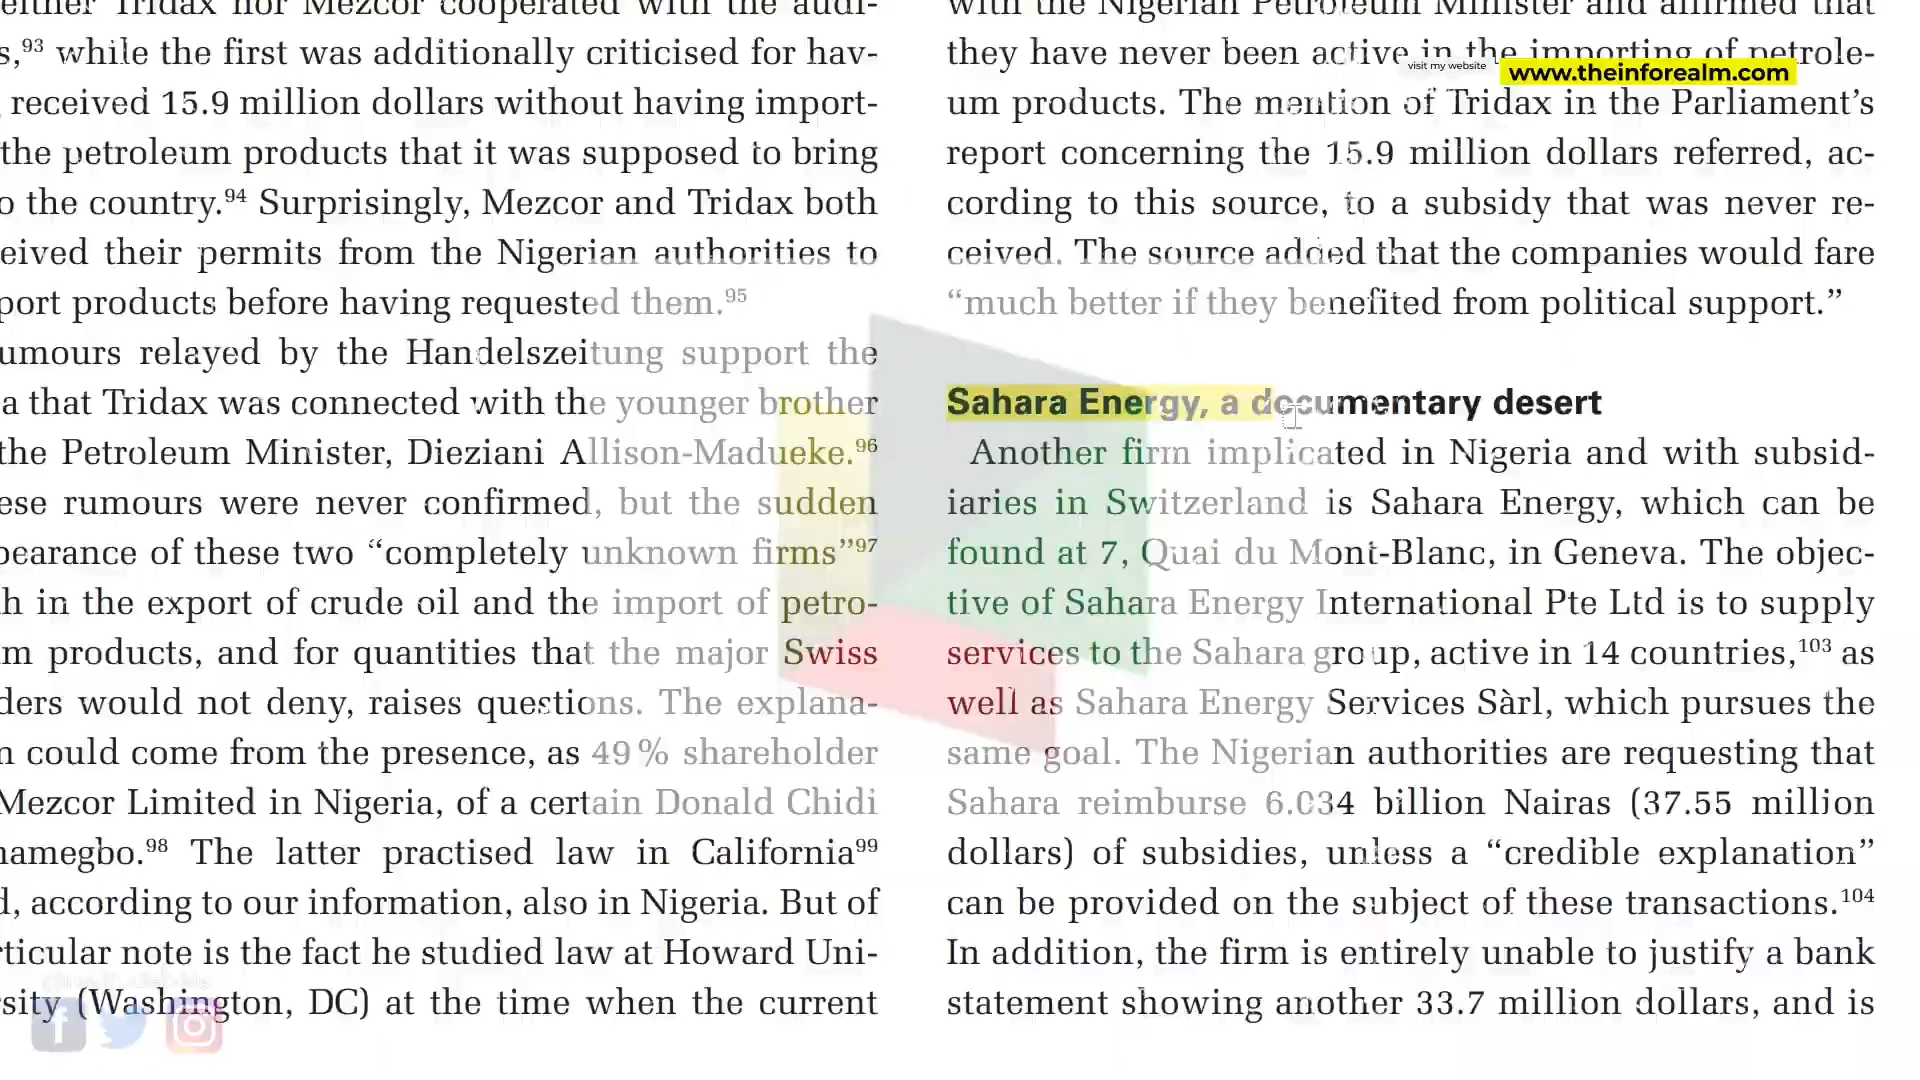 either Tridax nor Mezcor cooperated with the audi-
s,93 while the first was additionally criticised for hav-
received 15.9 million dollars without having import-
the petroleum products that it was supposed to bring
o the country.94 Surprisingly, Mezcor and Tridax both
eived their permits from the Nigerian authorities to
port products before having requested them.95
umours relayed by the Handelszeitung support the
a that Tridax was connected with the younger brother
the Petroleum Minister, Dieziani Allison-Madueke.96
ese rumours were never confirmed, but the sudden
pearance of these two “completely unknown firms”97
h in the export of crude oil and the import of petro-
m products, and for quantities that the major Swiss
ders would not deny, raises questions. The explana-
n could come from the presence, as 49 % shareholder
Mezcor Limited in Nigeria, of a certain Donald Chidi
namegbo.98 The latter practised law in California99
d, according to our information, also in Nigeria. But of
rticular note is the fact he studied law at Howard Uni-
sity (Washington, DC) at the time when the current
with the Nigerian Petroleum Minister and affirmed that
they have never been active in the importing of petrole-
visit my website
www.theinforealm.com
um products. The mention of Tridax in the Parliament’s
report concerning the 15.9 million dollars referred, ac-
cording to this source, to a subsidy that was never re-
ceived. The source added that the companies would fare
“much better if they benefited from political support.”
Sahara Energy, a documentary desert
Another firm implicated in Nigeria and with subsid-
iaries in Switzerland is Sahara Energy, which can be
found at 7, Quai du Mont-Blanc, in Geneva. The objec-
tive of Sahara Energy International Pte Ltd is to supply
services to the Sahara group, active in 14 countries,103 as
well as Sahara Energy Services Sàrl, which pursues the
same goal. The Nigerian authorities are requesting that
Sahara reimburse 6.034 billion Nairas (37.55 million
dollars) of subsidies, unless a “credible explanation”
can be provided on the subject of these transactions.104
In addition, the firm is entirely unable to justify a bank
statement showing another 33.7 million dollars, and is